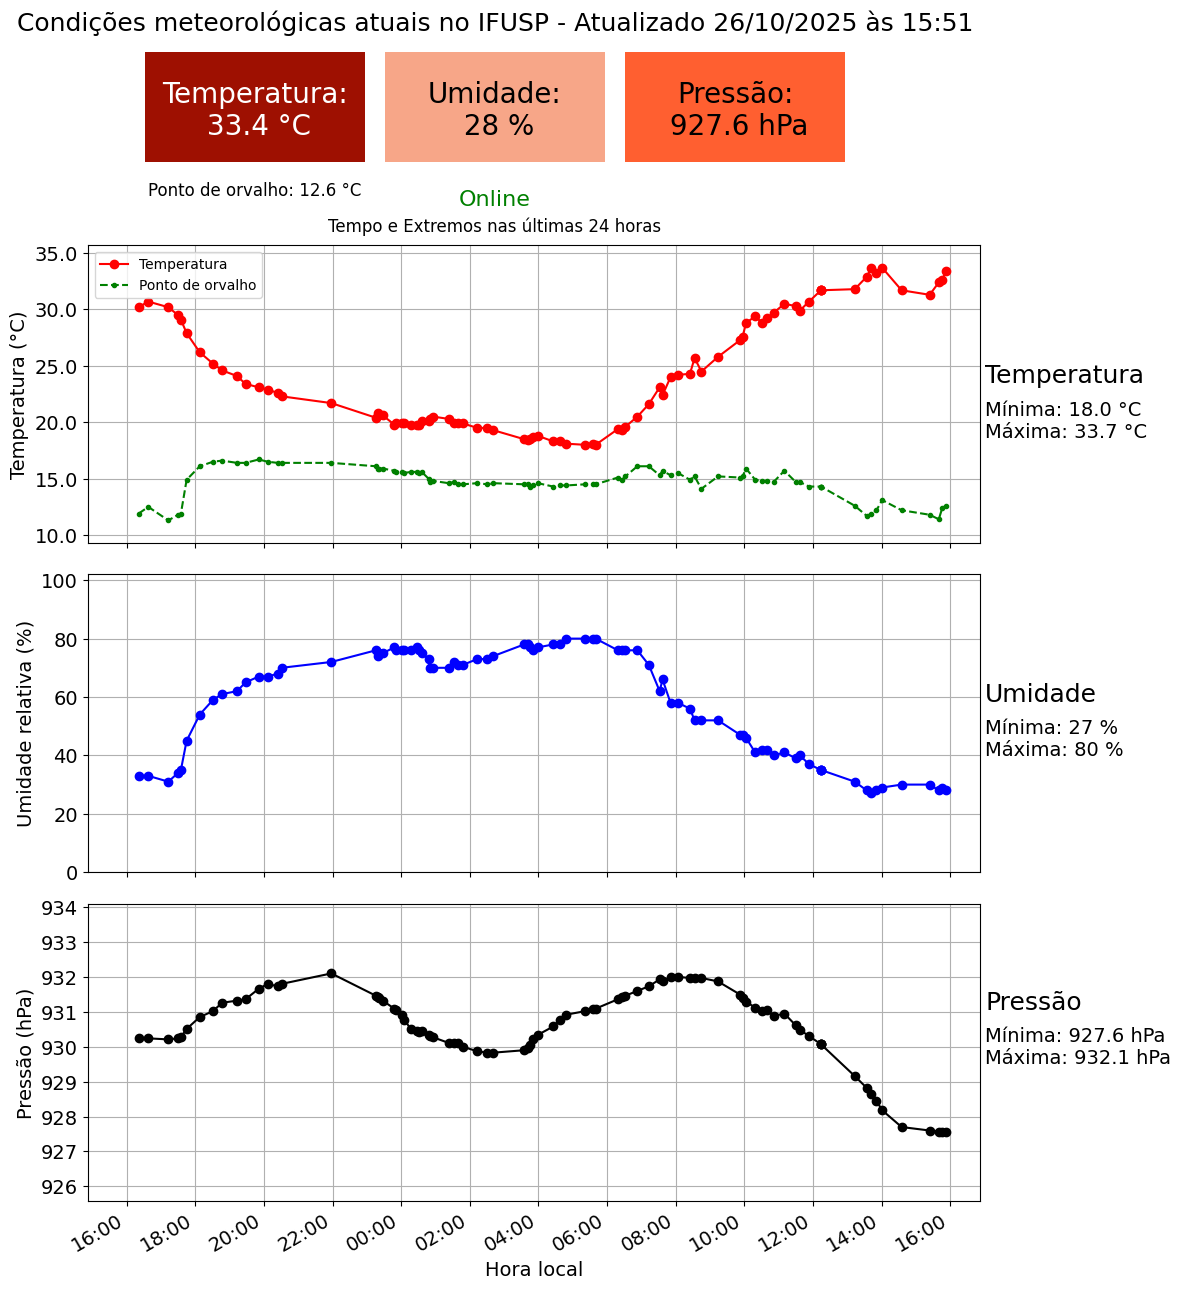 Condições meteorológicas atuais no IFUSP - Atualizado 26/10/2025 às 15:51
Temperatura:
33.4 °C
Umidade:
28 %
Pressão:
927.6 hPa
Ponto de orvalho: 12.6 °C
Online
Tempo e Extremos nas últimas 24 horas
Temperatura (°C)
35.0
30.0
25.0
20.0
15.0
10.0
Temperatura
Ponto de orvalho
Temperatura
Mínima: 18.0 °C
Máxima: 33.7 °C
Umidade relativa (%)
100
80
60
40
20
0
Umidade
Mínima: 27 %
Máxima: 80 %
Pressão (hPa)
934
933
932
931
930
929
928
927
926
Pressão
Mínima: 927.6 hPa
Máxima: 932.1 hPa
16:00
18:00
20:00
22:00
00:00
02:00
04:00
06:00
08:00
10:00
12:00
14:00
16:00
Hora local